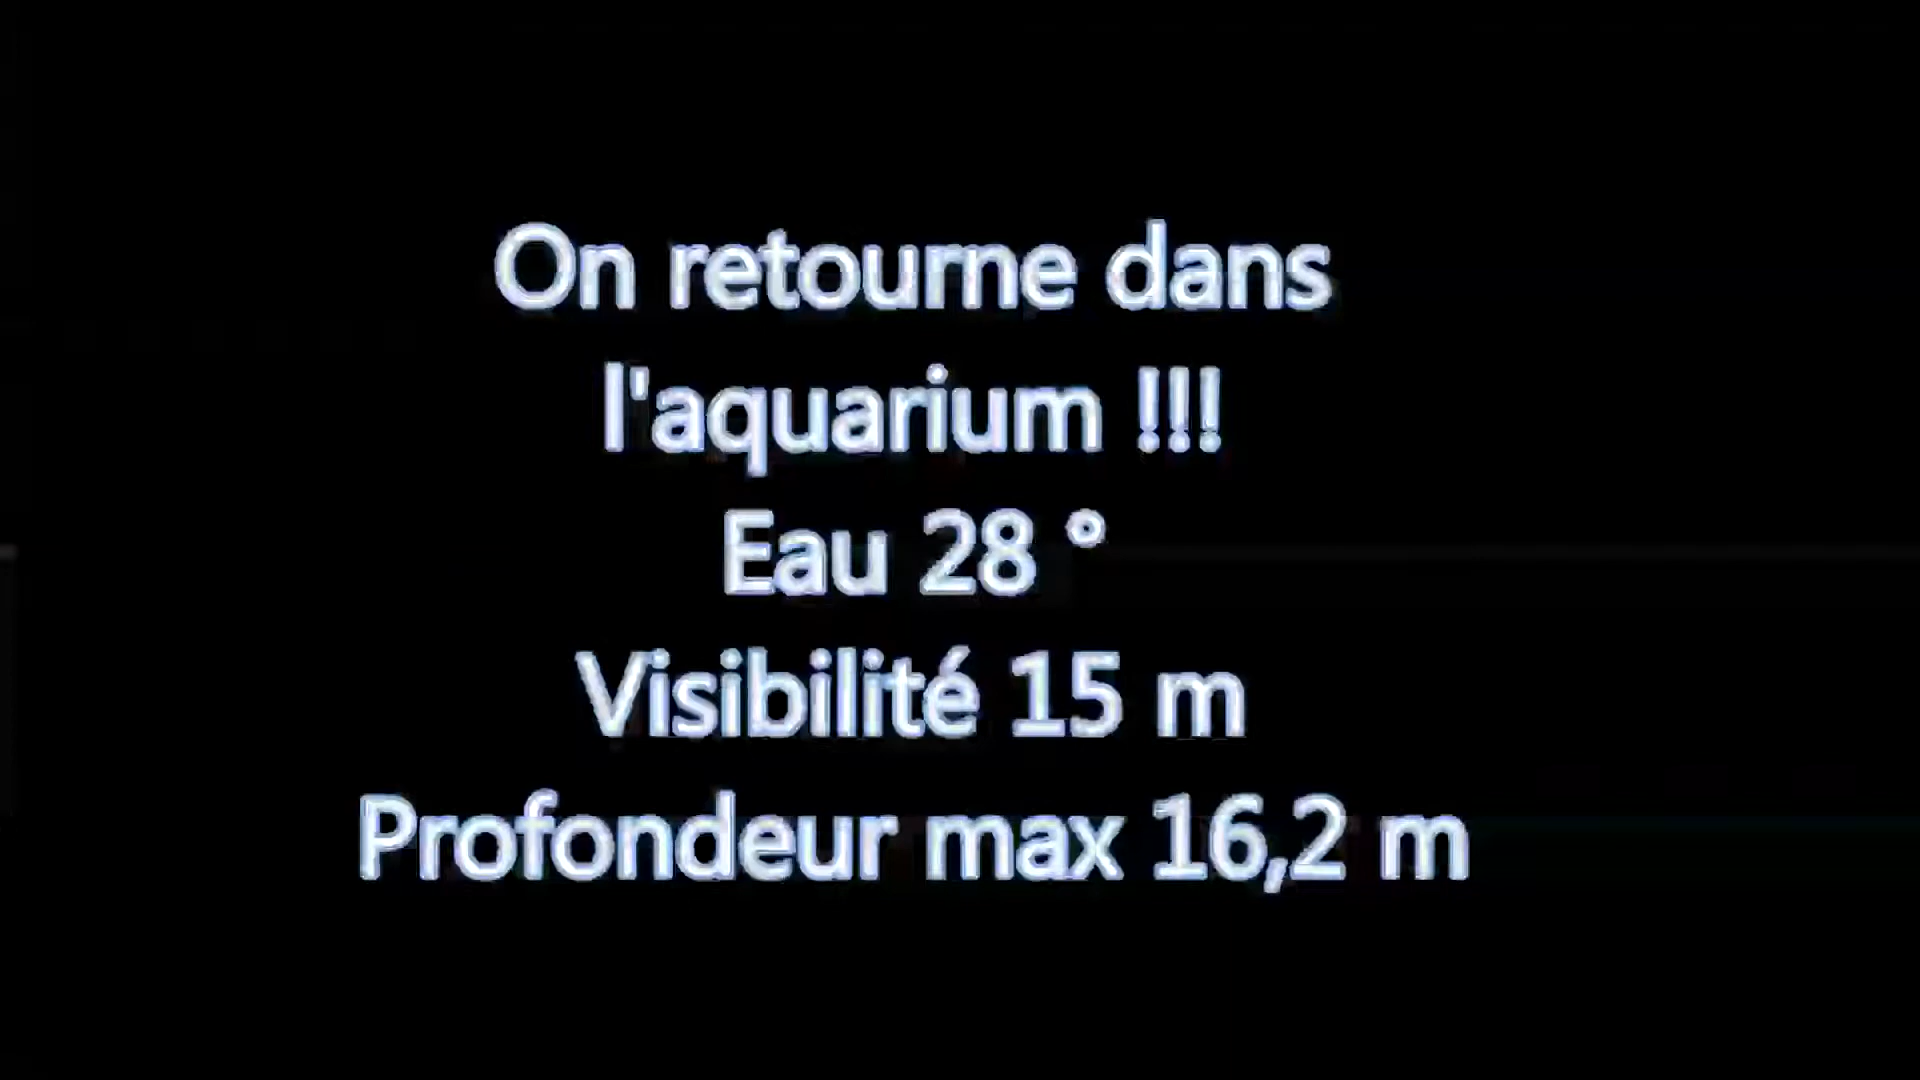 On retourne dans
l'aquarium !!!
Eau 28 °
Visibilité 15 m
Profondeur max 16,2 m